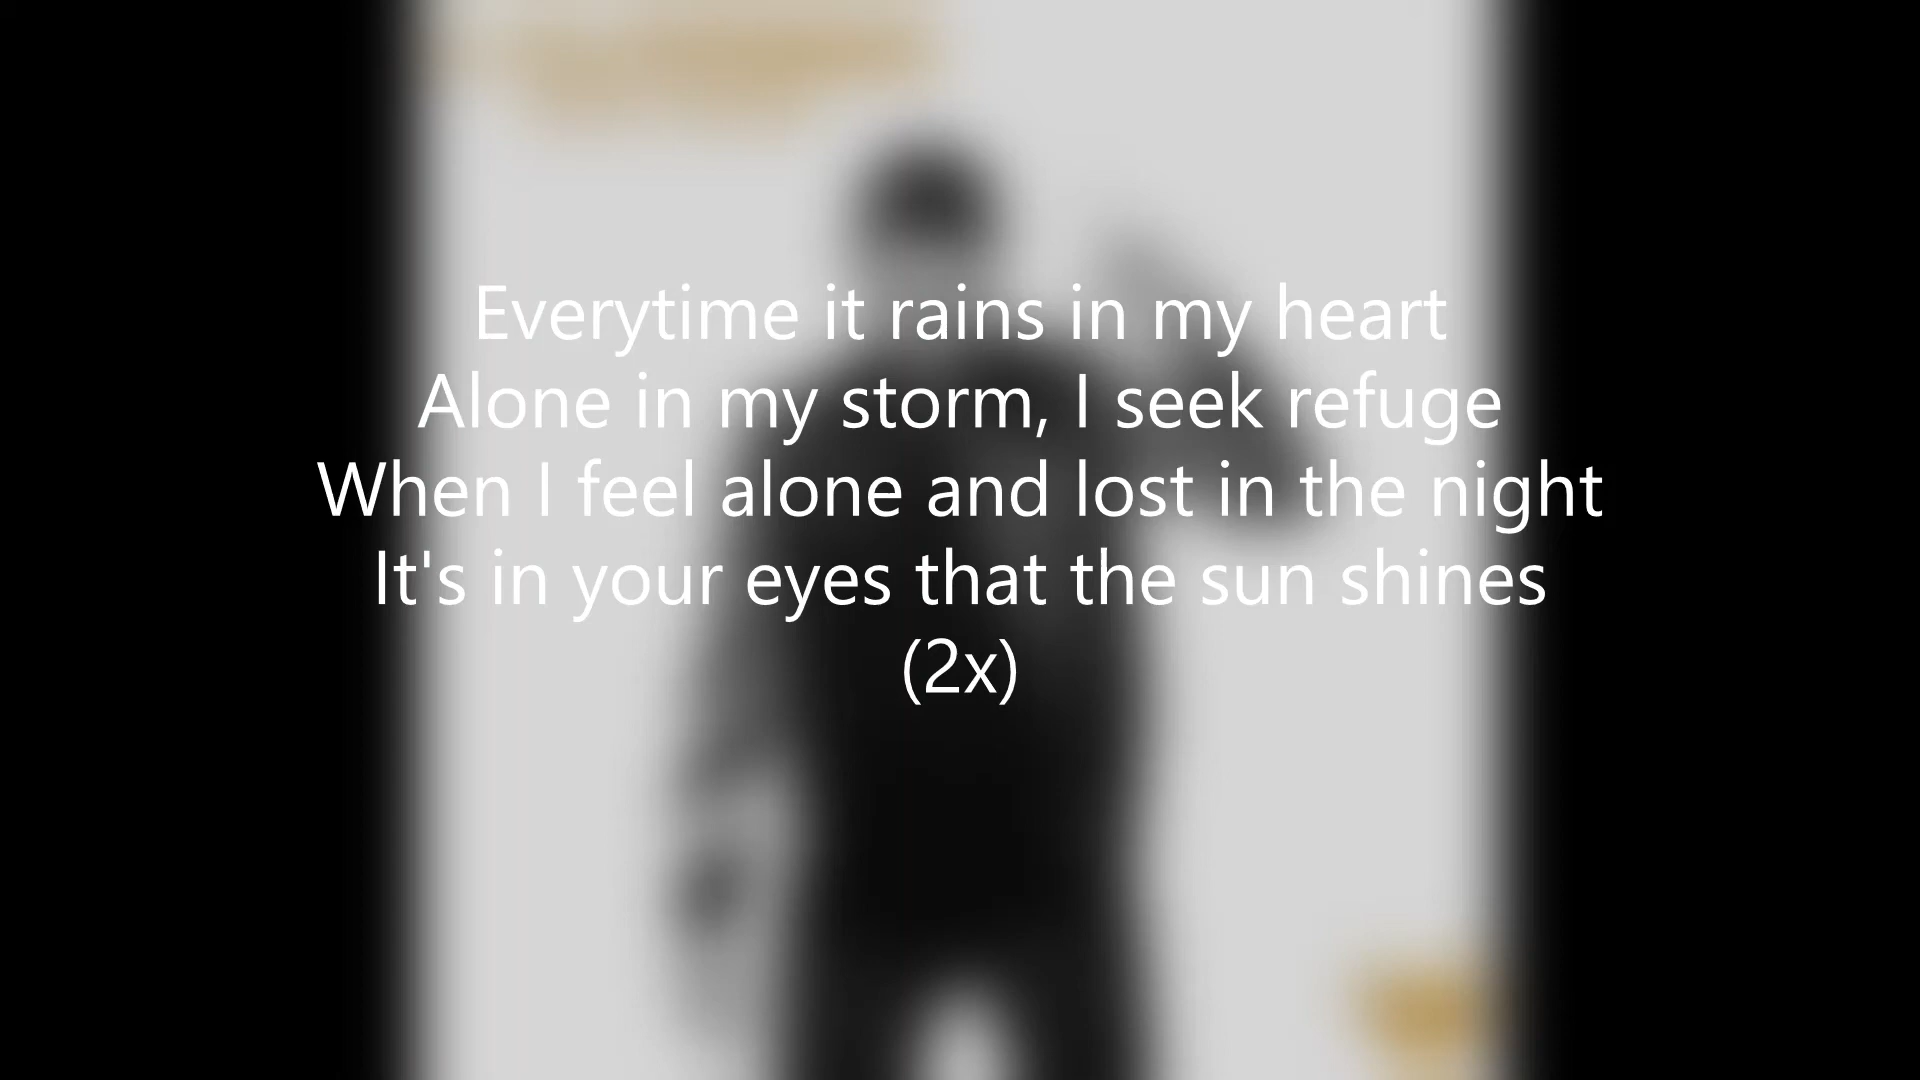 Everytime it rains in my heart
Alone in my storm, I seek refuge
When I feel alone and lost in the night
It's in your eyes that the sun shines
(2x)